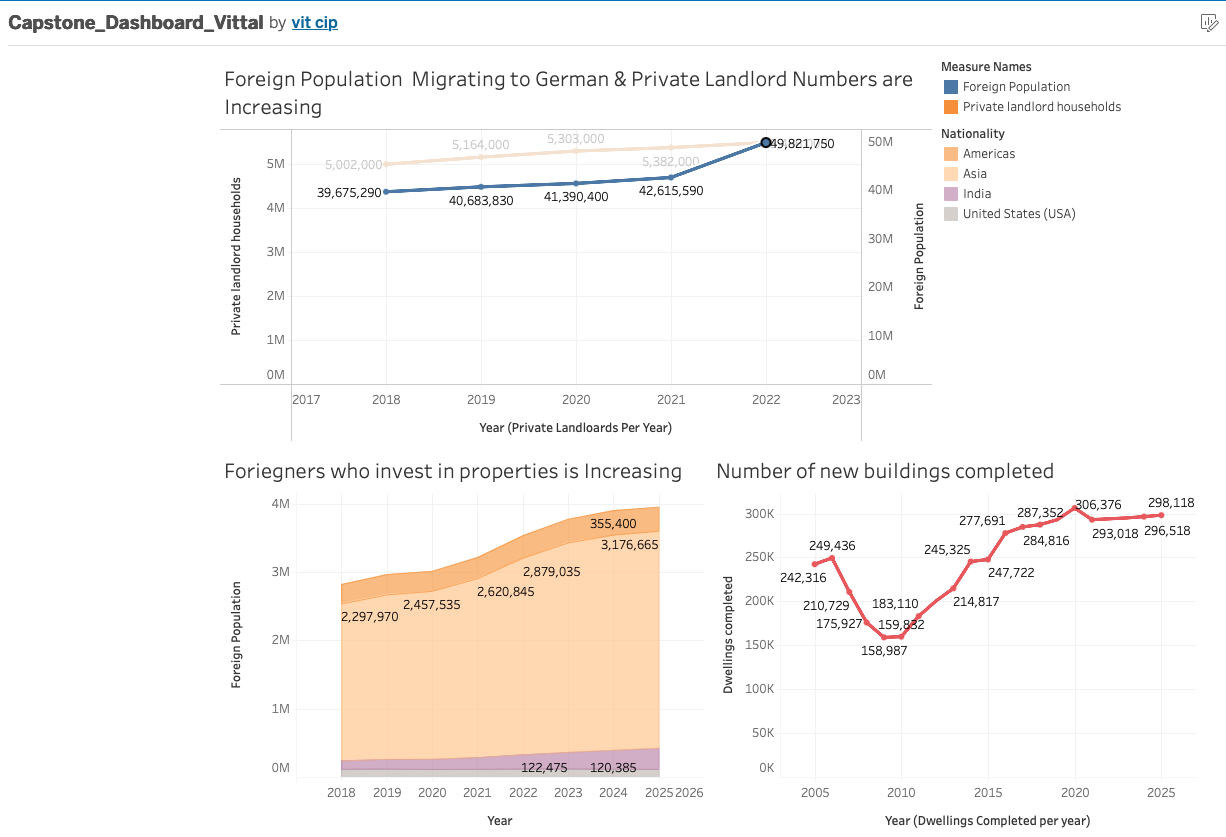 Capstone_Dashboard_Vittal by vit cip
Foreign Population Migrating to German & Private Landlord Numbers are
Increasing
Measure Names
Foreign Population
Private landlord households
Nationality
Americas
Asia
India
United States (USA)
Private landlord households
5M
4M
3M
2M
1M
0M
5,002,000
5,164,000
5,303,000
5,382,000
39,675,290
40,683,830
41,390,400
42,615,590
49,821,750
50M
40M
30M
20M
10M
0M
Foreign Population
2017
2018
2019
2020
2021
2022
2023
Year (Private Landloards Per Year)
Foriegners who invest in properties is Increasing
Foreign Population
4M
3M
2M
1M
0M
355,400
3,176,665
2,879,035
2,620,845
2,457,535
2,297,970
122,475
120,385
2018
2019
2020
2021
2022
2023
2024
2025
2026
Year
Number of new buildings completed
Dwellings completed
300K
250K
200K
150K
100K
50K
0K
242,316
249,436
210,729
175,927
158,987
159,832
183,110
214,817
245,325
247,722
277,691
284,816
287,352
306,376
293,018
296,518
298,118
2005
2010
2015
2020
2025
Year (Dwellings Completed per year)